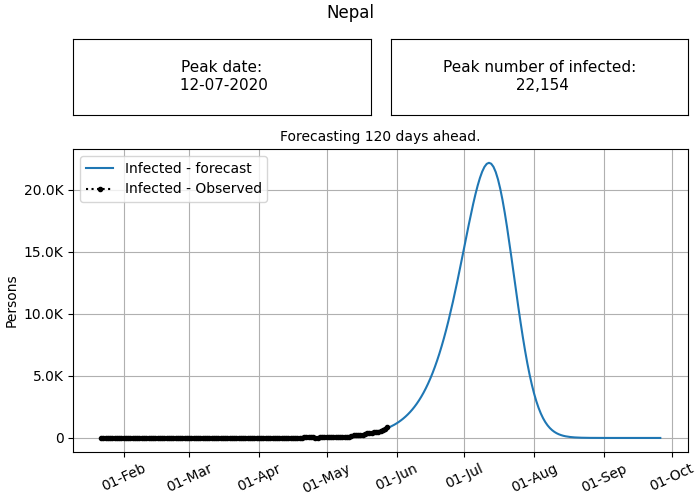 Nepal
Peak date:
12-07-2020
Peak number of infected:
22,154
Forecasting 120 days ahead.
Infected - forecast
Infected - Observed
20.0K
15.0K
10.0K
5.0K
0
Persons
01-Feb
01-Mar
01-Apr
01-May
01-Jun
01-Jul
01-Aug
01-Sep
01-Oct